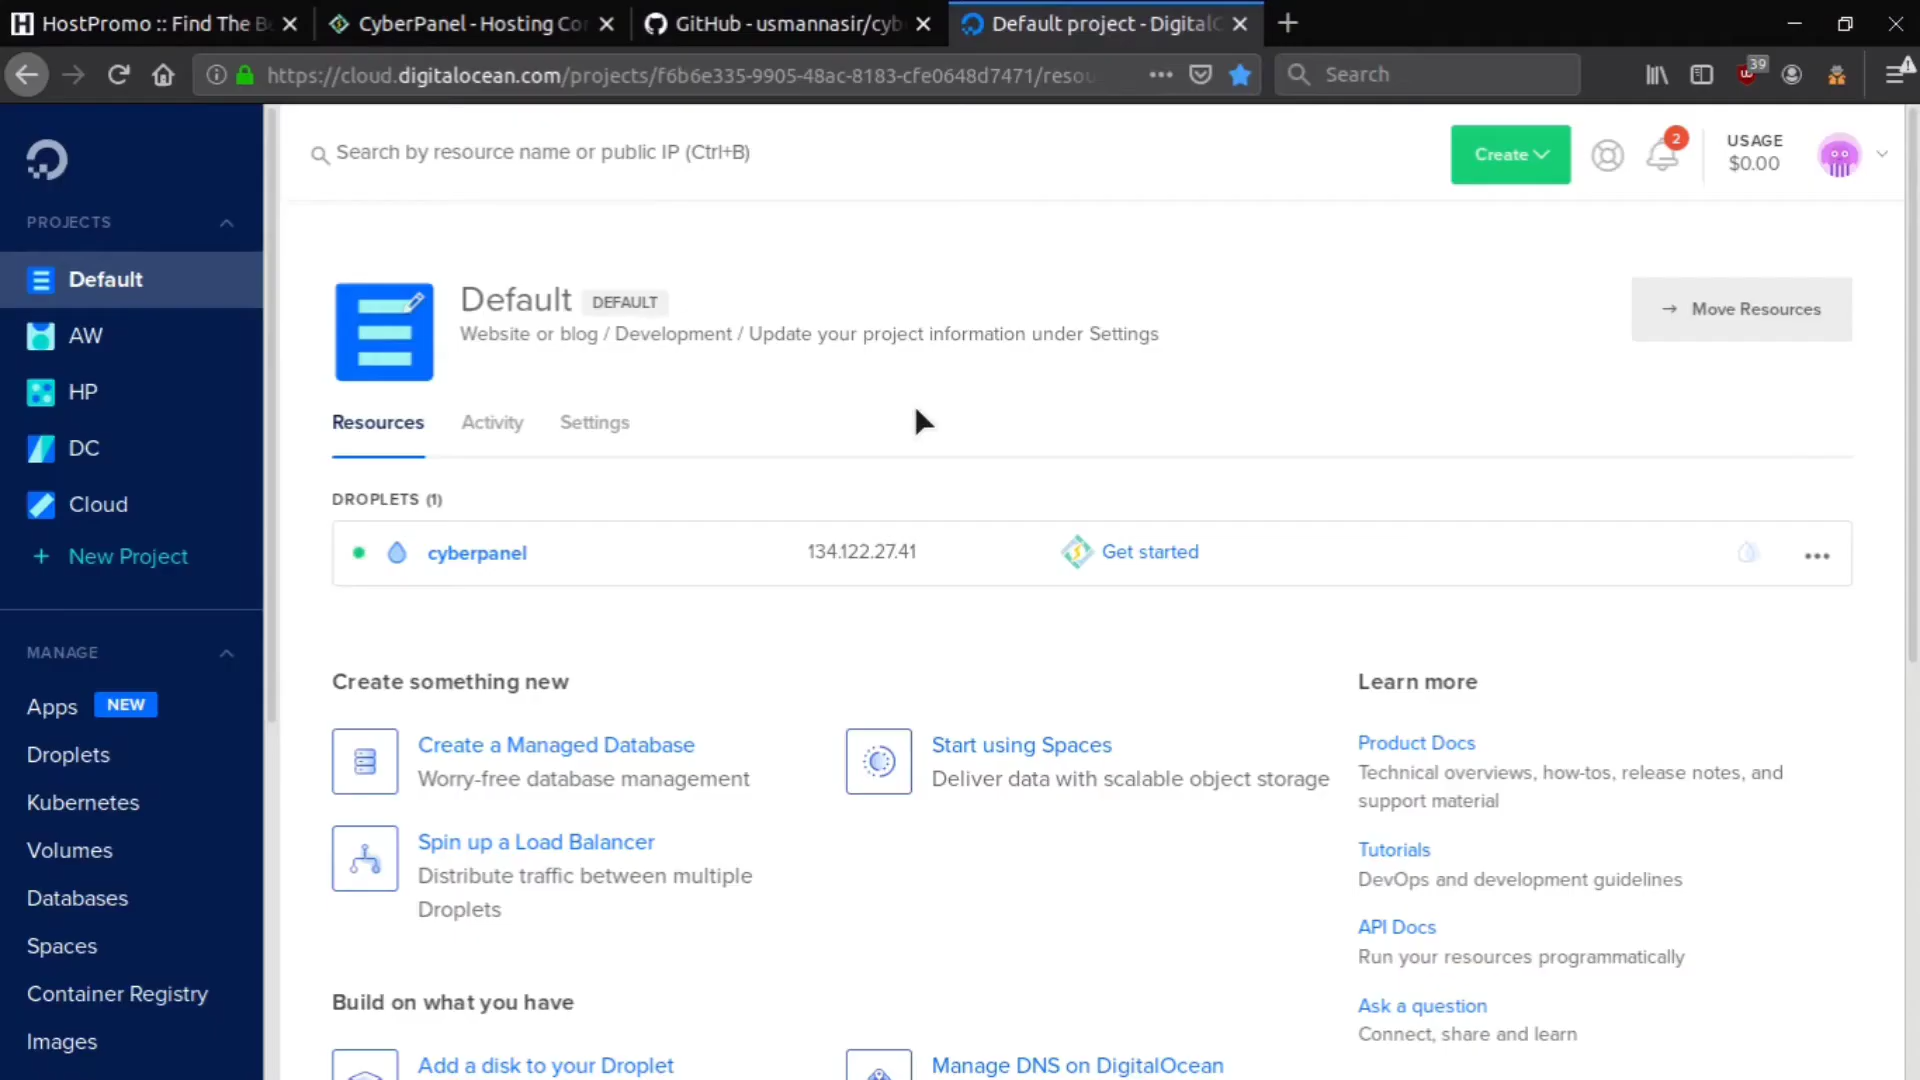 HostPromo :: Find The Be
CyberPanel - Hosting Con
GitHub - usmannasir/cyb
Default project - DigitalO
https://cloud.digitalocean.com/projects/f6b6e335-9905-48ac-8183-cfe0648d7471/resou
Search
39
Search by resource name or public IP (Ctrl+B)
Create
2
USAGE
$0.00
PROJECTS
Default
AW
HP
DC
Cloud
+ New Project
MANAGE
Apps NEW
Droplets
Kubernetes
Volumes
Databases
Spaces
Container Registry
Images
Default DEFAULT
Website or blog / Development / Update your project information under Settings
→ Move Resources
Resources Activity Settings
DROPLETS (1)
cyberpanel 134.122.27.41 Get started
Create something new
Create a Managed Database
Worry-free database management
Start using Spaces
Deliver data with scalable object storage
Spin up a Load Balancer
Distribute traffic between multiple
Droplets
Build on what you have
Add a disk to your Droplet
Manage DNS on DigitalOcean
Learn more
Product Docs
Technical overviews, how-tos, release notes, and
support material
Tutorials
DevOps and development guidelines
API Docs
Run your resources programmatically
Ask a question
Connect, share and learn